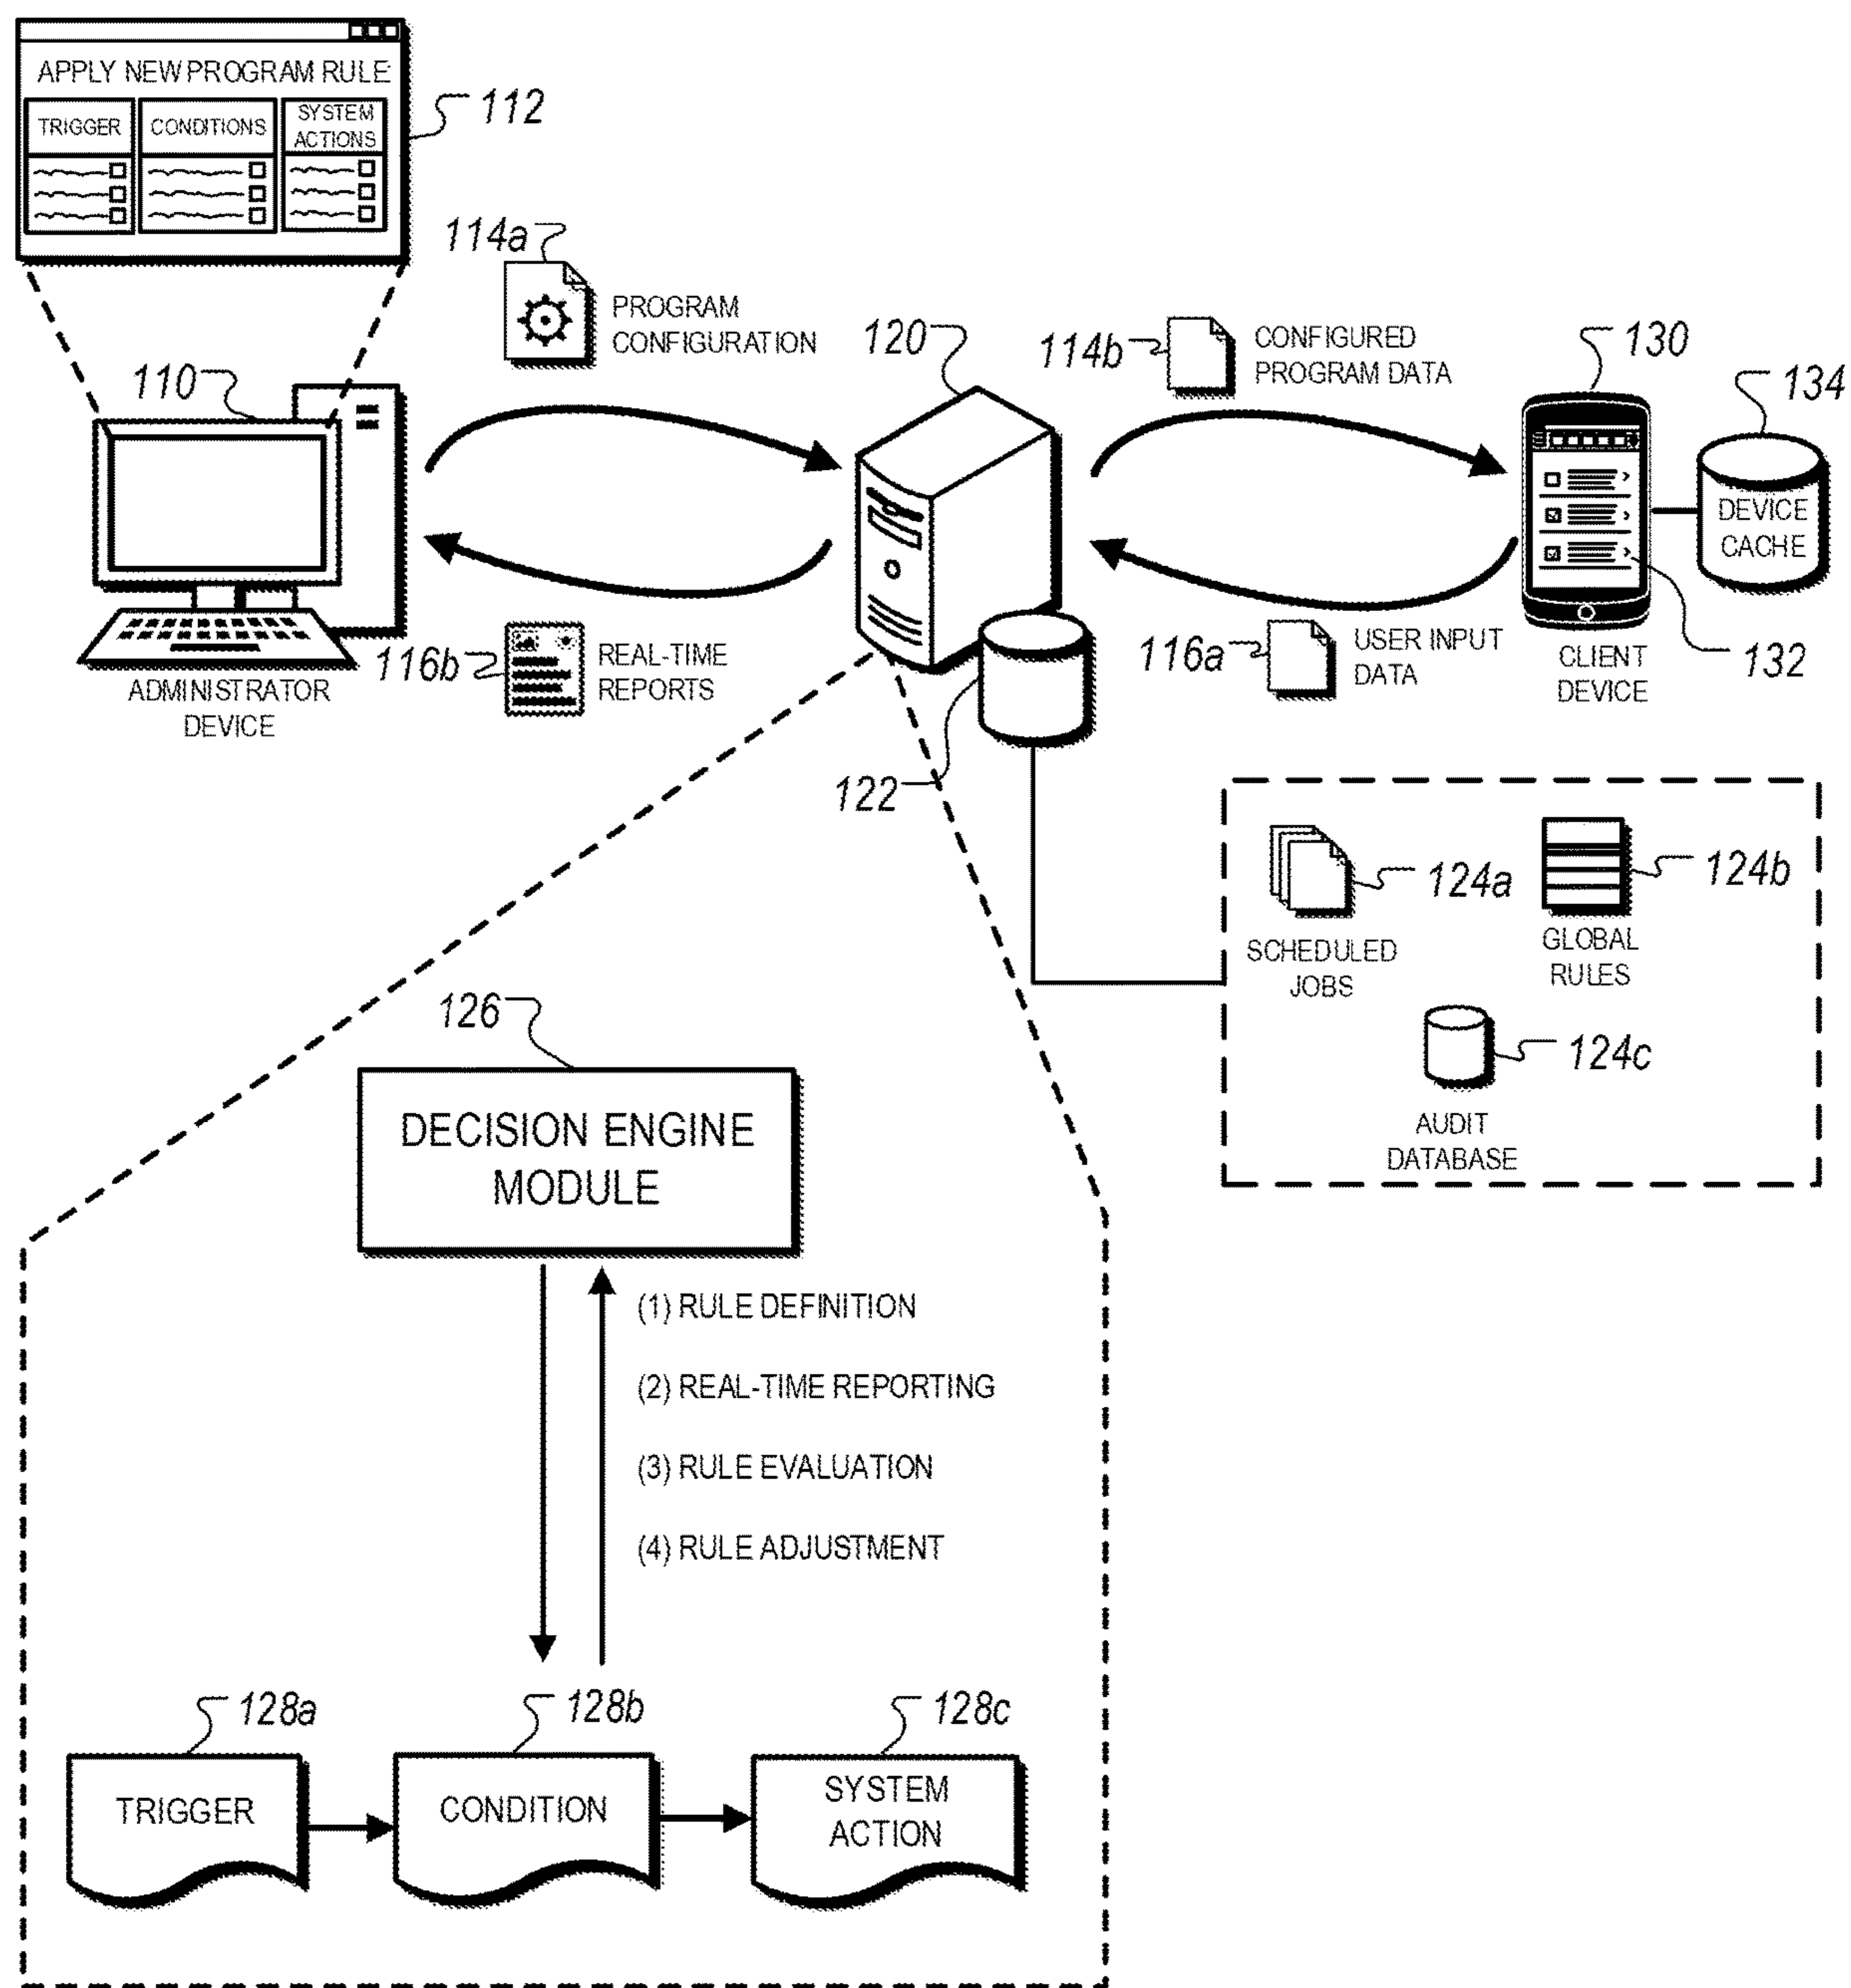 APPLY NEW PROGRAM RULE
TRIGGER
CONDITIONS
SYSTEM
ACTIONS
112
114a
PROGRAM
CONFIGURATION
110
120
114b
CONFIGURED
PROGRAM DATA
130
134
DEVICE
CACHE
116b
REAL-TIME
REPORTS
ADMINISTRATOR
DEVICE
116a
USER INPUT
DATA
CLIENT
DEVICE
132
122
124a
SCHEDULED
JOBS
124b
GLOBAL
RULES
124c
AUDIT
DATABASE
126
DECISION ENGINE
MODULE
(1) RULE DEFINITION
(2) REAL-TIME REPORTING
(3) RULE EVALUATION
(4) RULE ADJUSTMENT
128a
TRIGGER
128b
CONDITION
128c
SYSTEM
ACTION